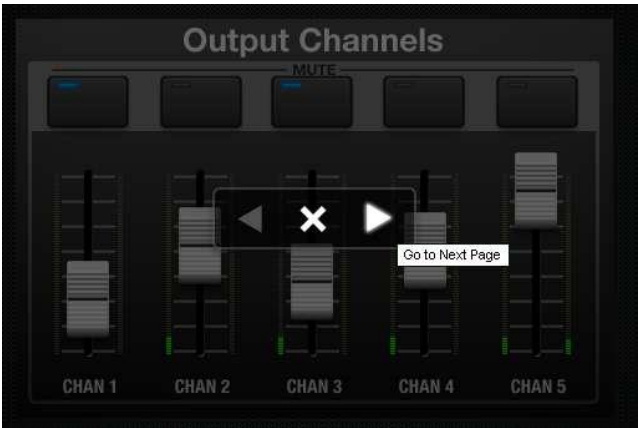 Output Channels
MUTE
Go to Next Page
CHAN 1 CHAN 2 CHAN 3 CHAN 4 CHAN 5